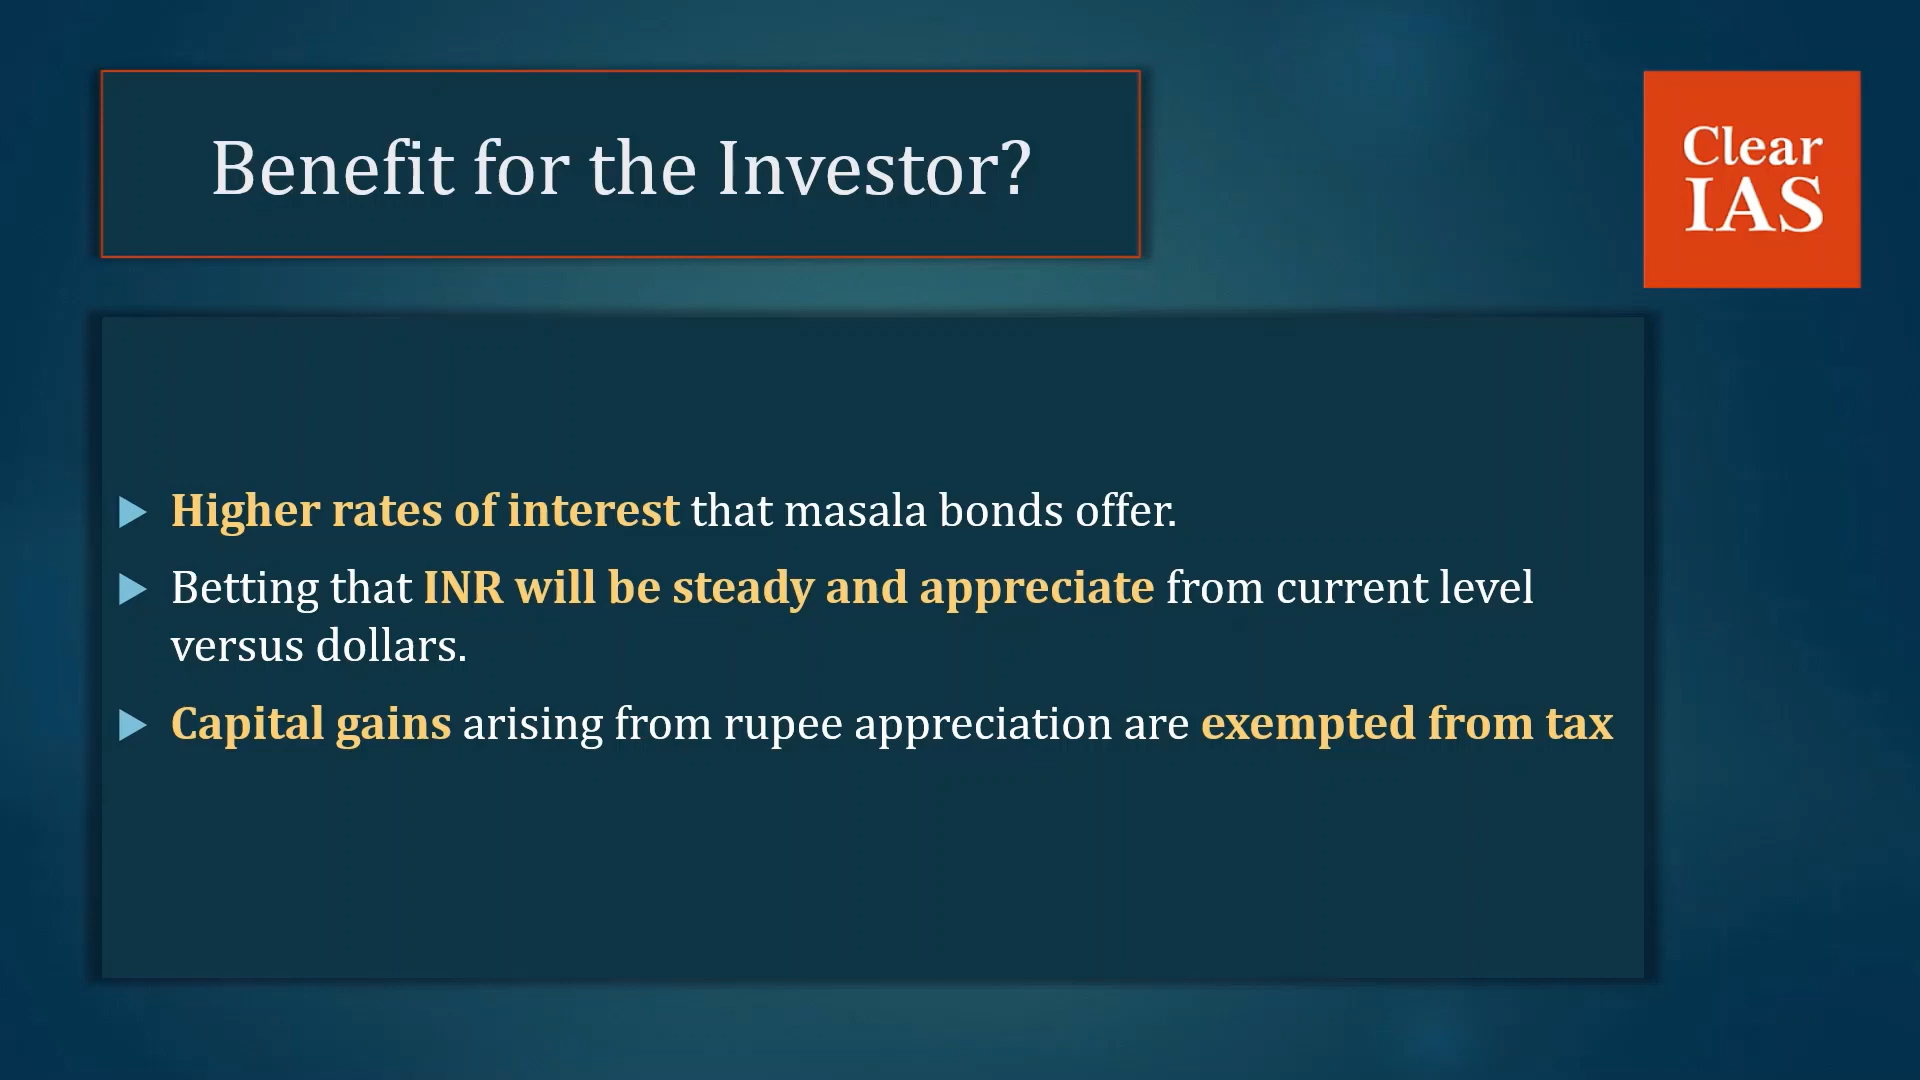 Benefit for the Investor?
Clear
IAS
Higher rates of interest that masala bonds offer.
Betting that INR will be steady and appreciate from current level
versus dollars.
Capital gains arising from rupee appreciation are exempted from tax